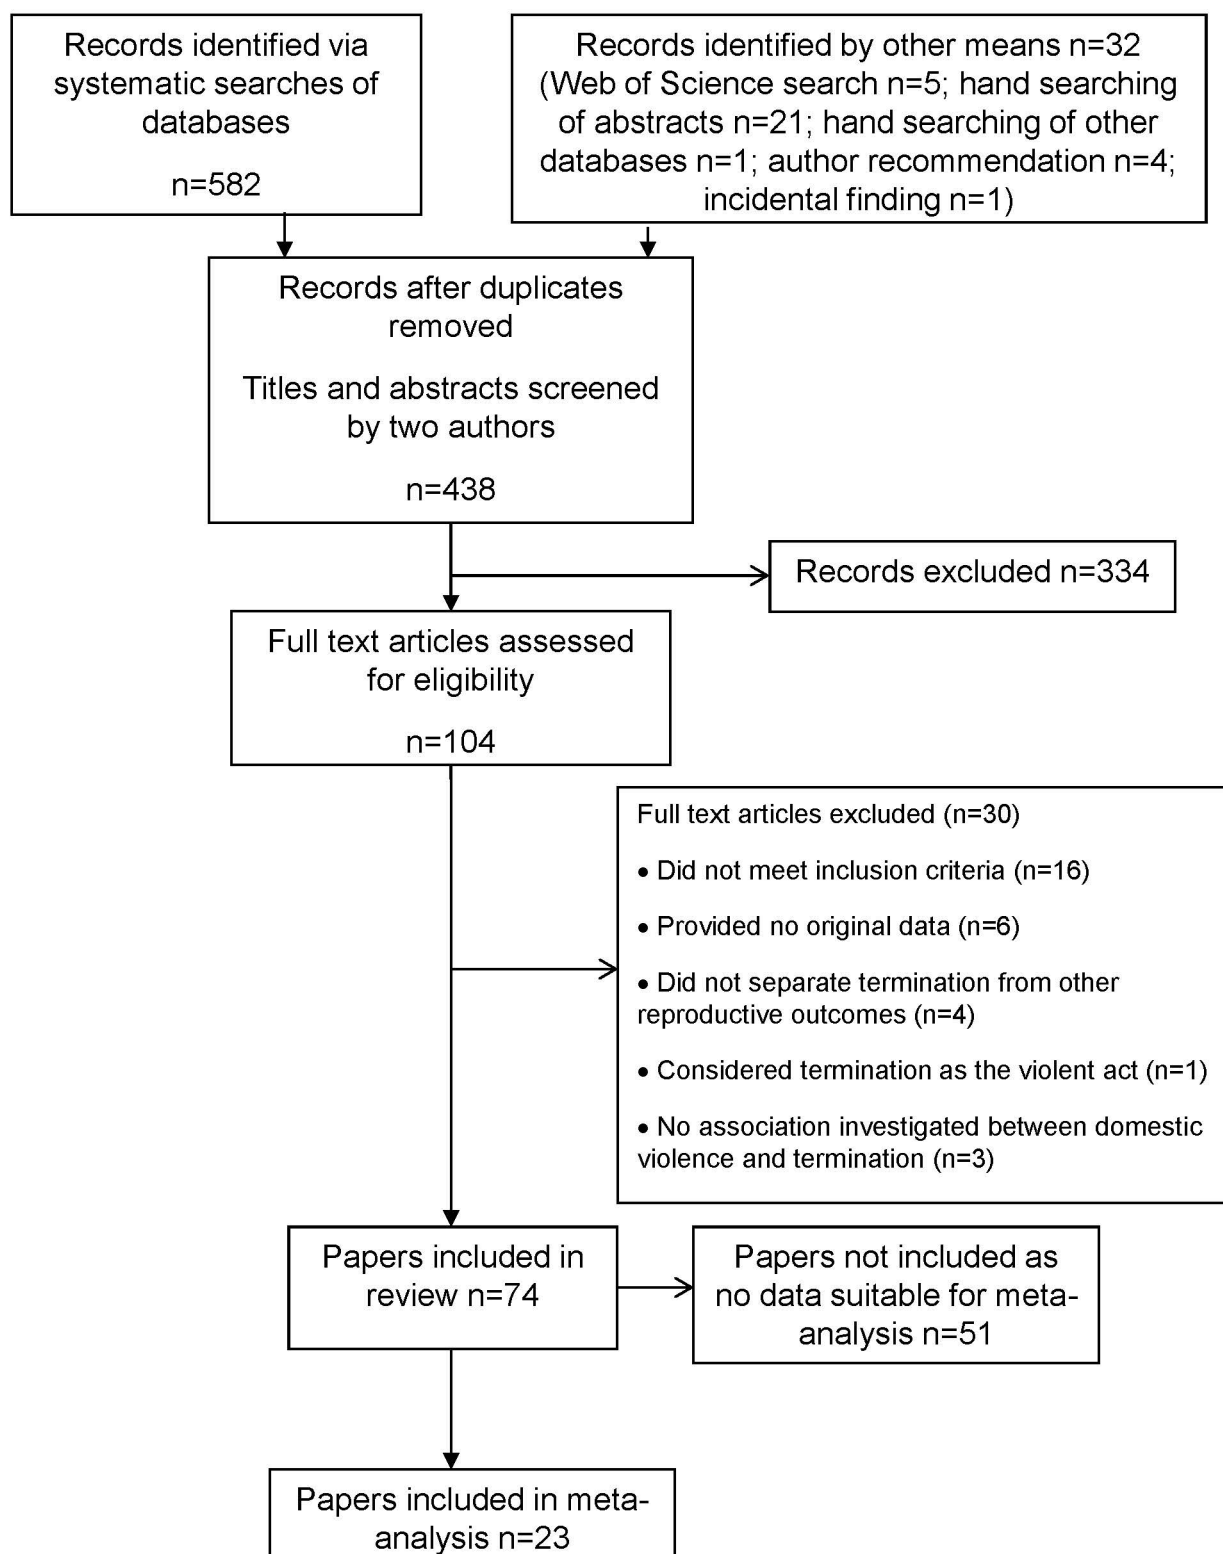 Records identified via
systematic searches of
databases
n=582
Records identified by other means n=32
(Web of Science search n=5; hand searching
of abstracts n=21; hand searching of other
databases n=1; author recommendation n=4;
incidental finding n=1)
Records after duplicates
removed
Titles and abstracts screened
by two authors
n=438
Records excluded n=334
Full text articles assessed
for eligibility
n=104
Full text articles excluded (n=30)
• Did not meet inclusion criteria (n=16)
• Provided no original data (n=6)
• Did not separate termination from other
reproductive outcomes (n=4)
• Considered termination as the violent act (n=1)
• No association investigated between domestic
violence and termination (n=3)
Papers included in
review n=74
Papers not included as
no data suitable for meta-
analysis n=51
Papers included in meta-
analysis n=23